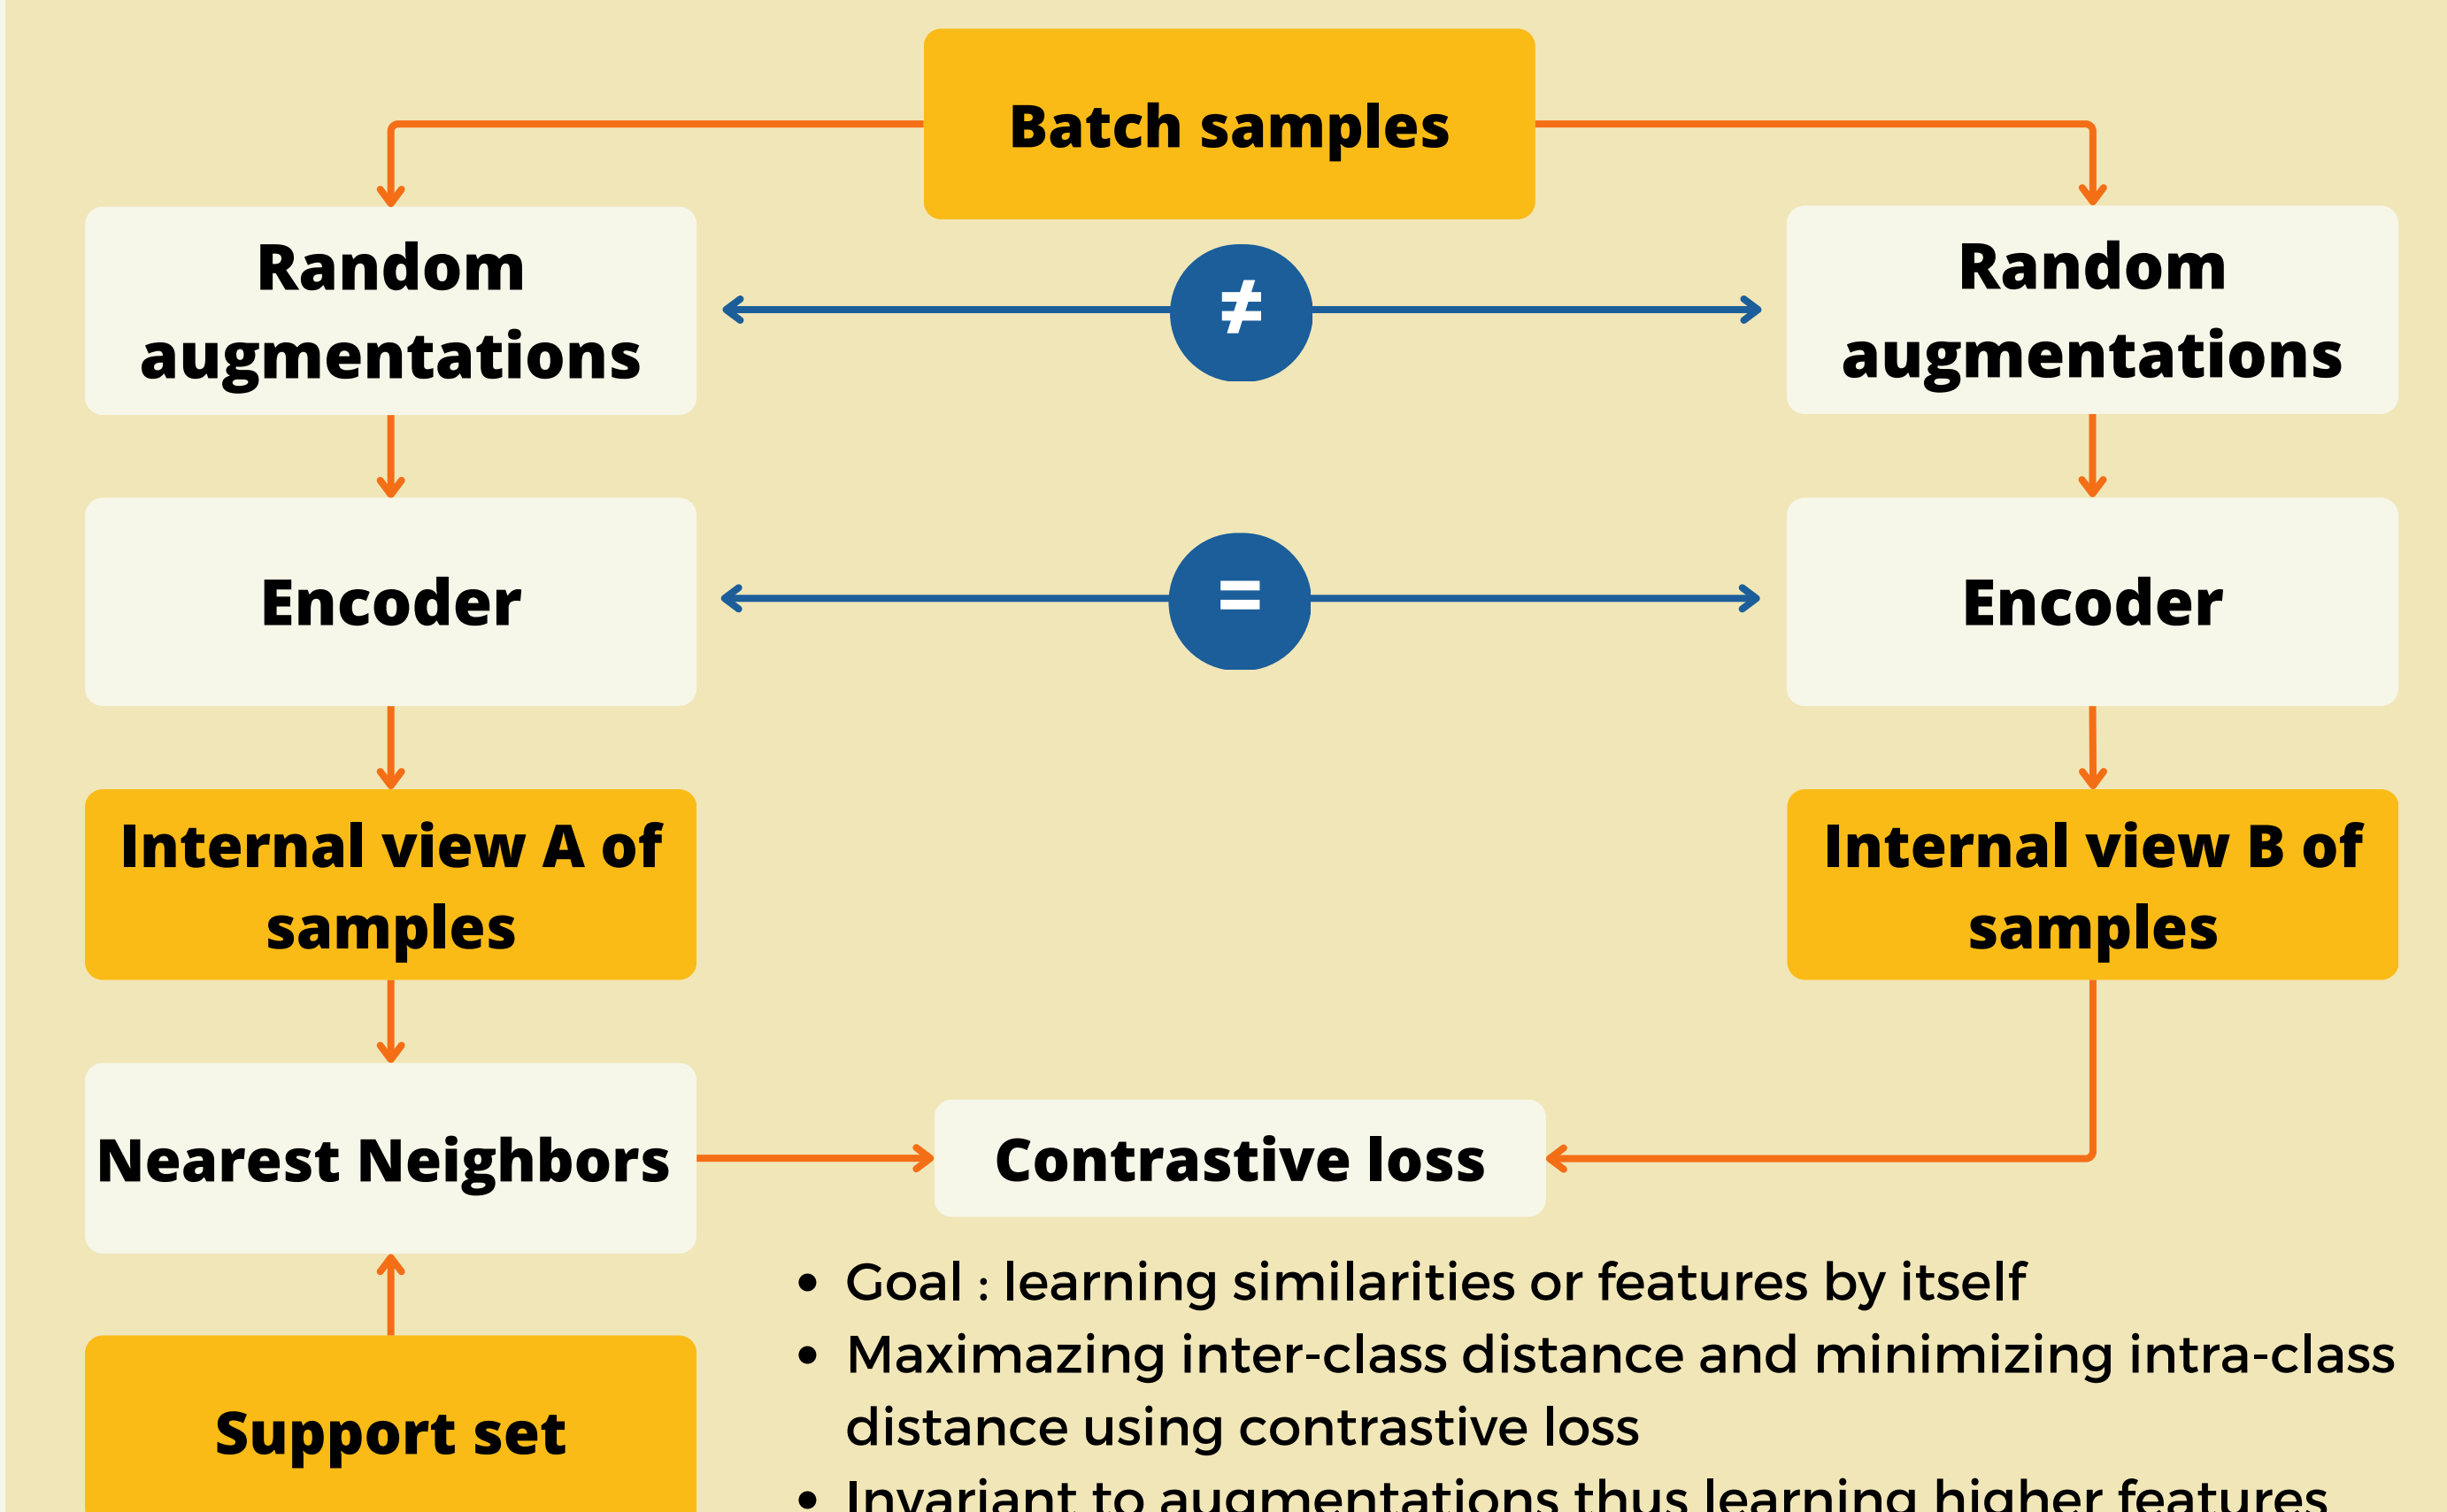 Batch samples
Random
augmentations
≠
Random
augmentations
Encoder
=
Encoder
Internal view A of
samples
Internal view B of
samples
Nearest Neighbors
Contrastive loss
Support set
• Goal : learning similarities or features by itself
• Maximazing inter-class distance and minimizing intra-class
distance using contrastive loss
• Invariant to augmentations thus learning higher features